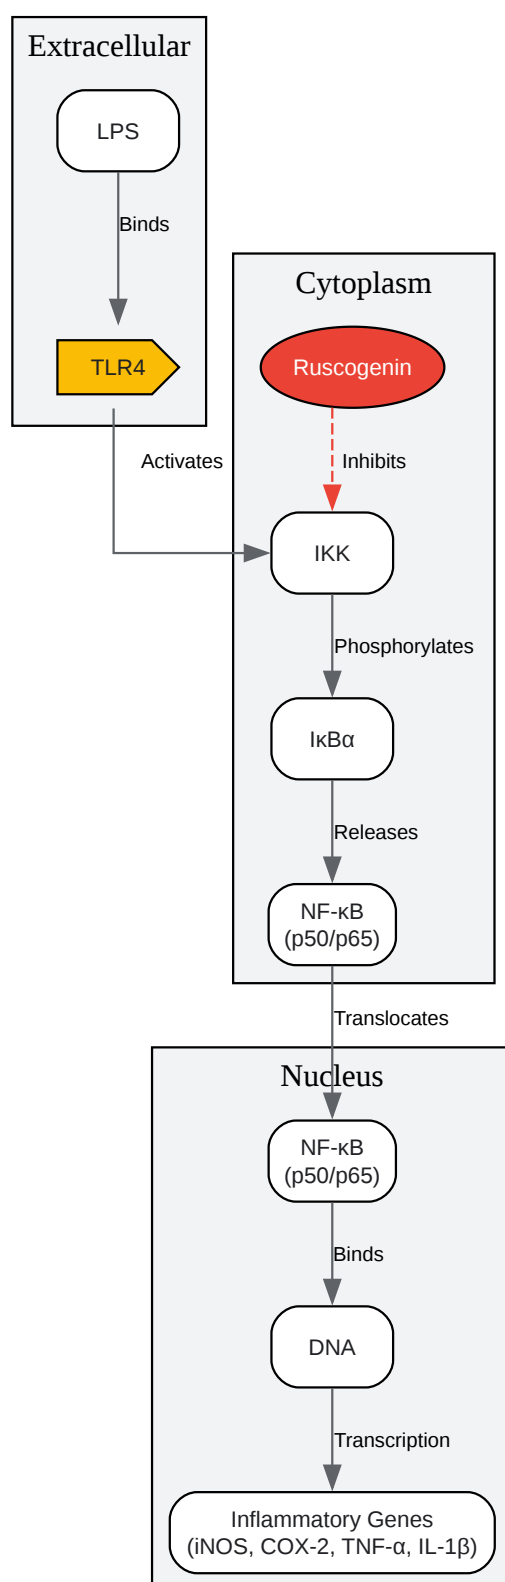 Extracellular
LPS
Binds
TLR4
Activates
Cytoplasm
Ruscogenin
Inhibits
IKK
Phosphorylates
IκBα
Releases
NF-κB
(p50/p65)
Translocates
Nucleus
NF-κB
(p50/p65)
Binds
DNA
Transcription
Inflammatory Genes
(iNOS, COX-2, TNF-α, IL-1β)